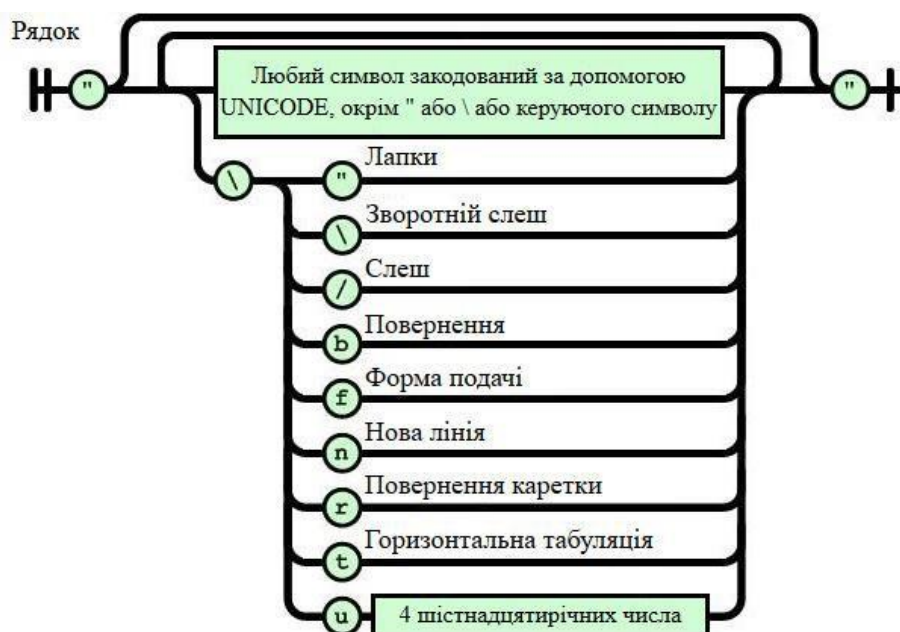 Рядок
"
Любий символ закодований за допомогою
UNICODE, окрім " або \ або керуючого символу
"
\
" Лапки
\ Зворотній слеш
/ Слеш
b Повернення
f Форма подачі
n Нова лінія
r Повернення каретки
t Горизонтальна табуляція
u 4 шістнадцятирічних числа